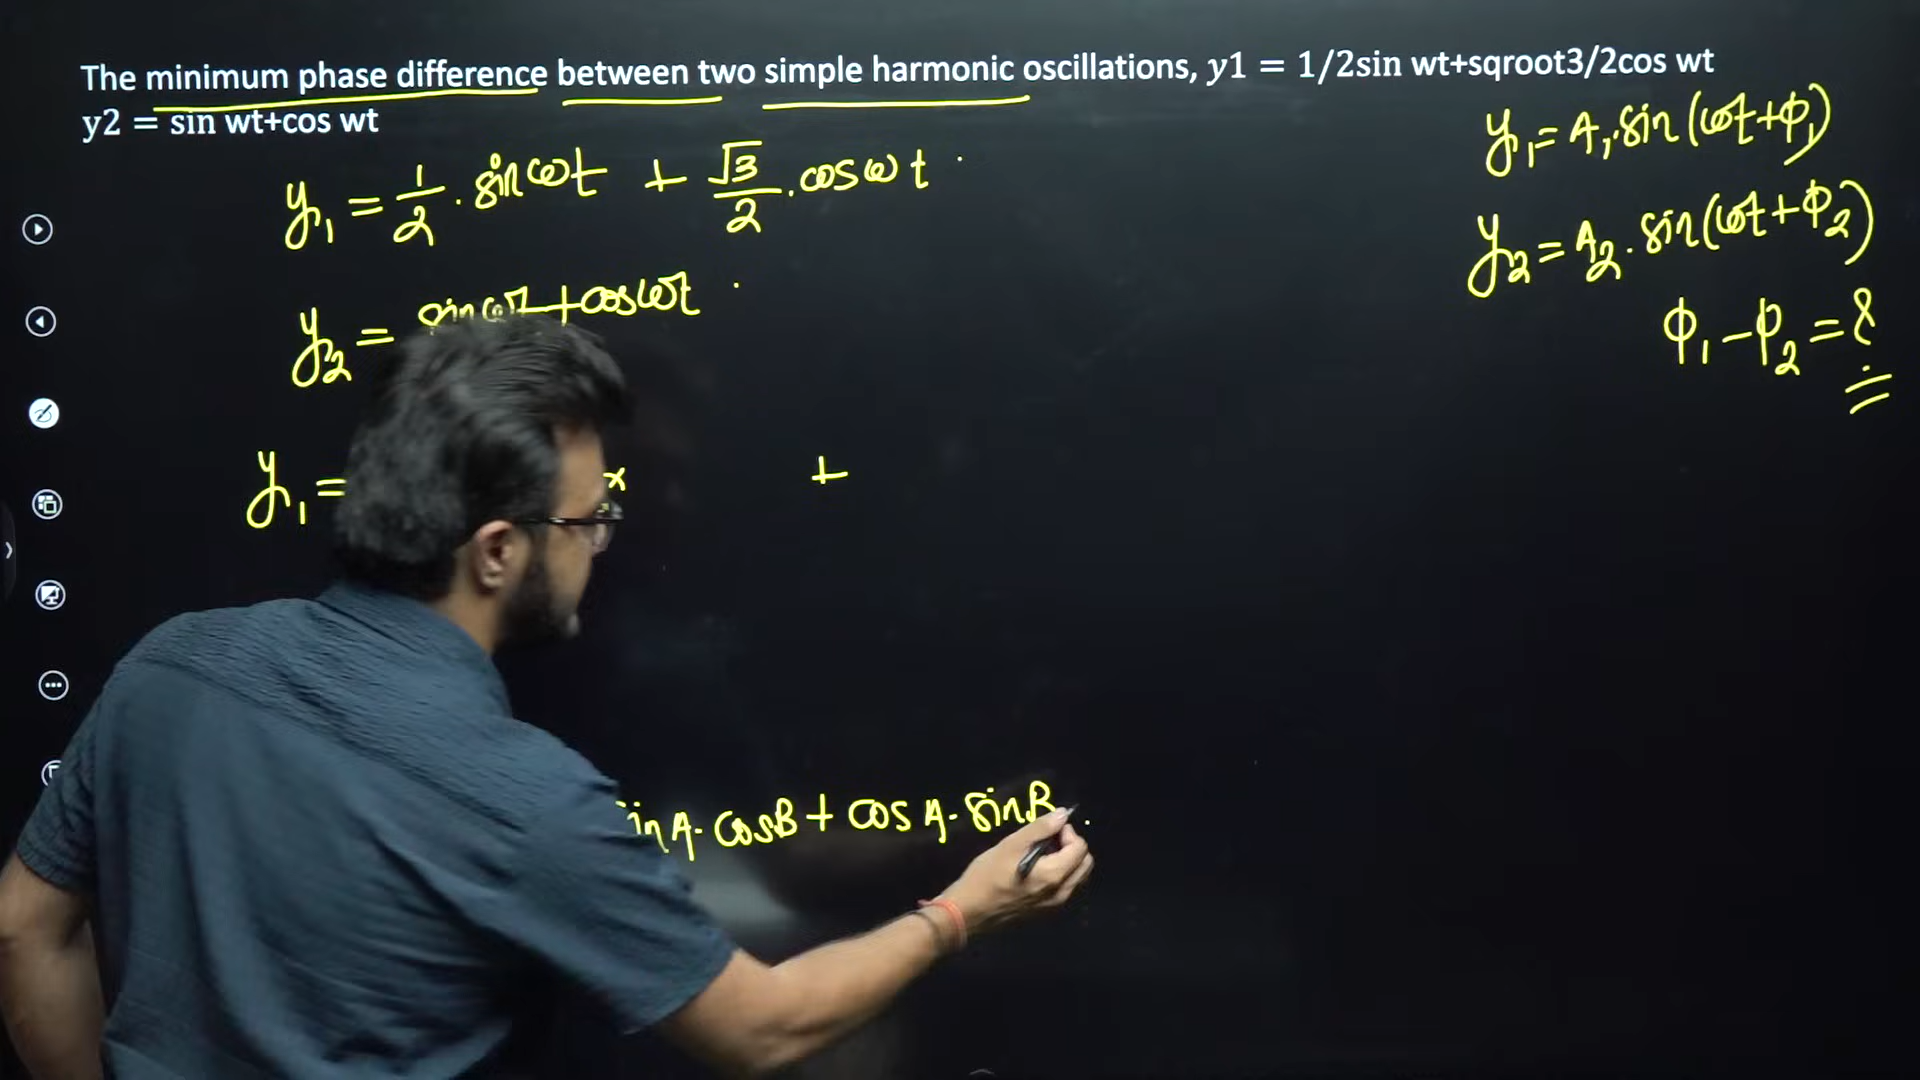 The minimum phase difference between two simple harmonic oscillations, y1 = 1/2sin wt+sqroot3/2cos wt
y2 = sin wt+cos wt
y₁ = 1/2 . sin ωt + √3/2 . cos ω t .
y₂ = sin ωt + cos ωt .
y₁ = x +
sin A . cos B + cos A . sin B .
y₁ = A₁ . sin (ωt + ϕ₁)
y₂ = A₂ . sin (ωt + ϕ₂)
ϕ₁ - ϕ₂ = ?